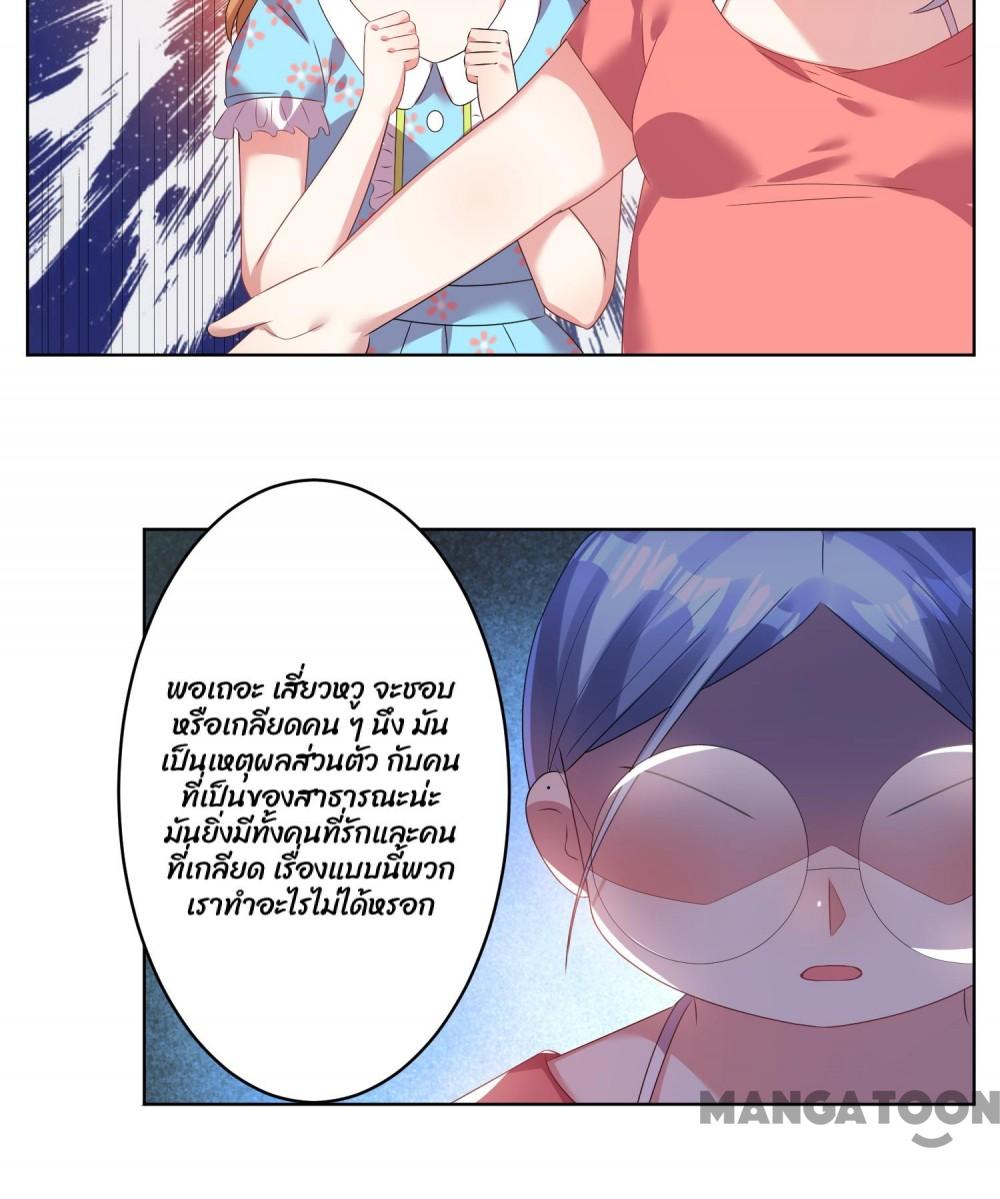 พอเถอะ เสี่ยวหวู จะชอบ
หรือเกลียดคน ๆ นึง มัน
เป็นเหตุผลส่วนตัว กับคน
ที่เป็นของสาธารณะน่ะ
มันยิ่งมีทั้งคนที่รักและคน
ที่เกลียด เรื่องแบบนี้พวก
เราทำอะไรไม่ได้หรอก
MANGATOON